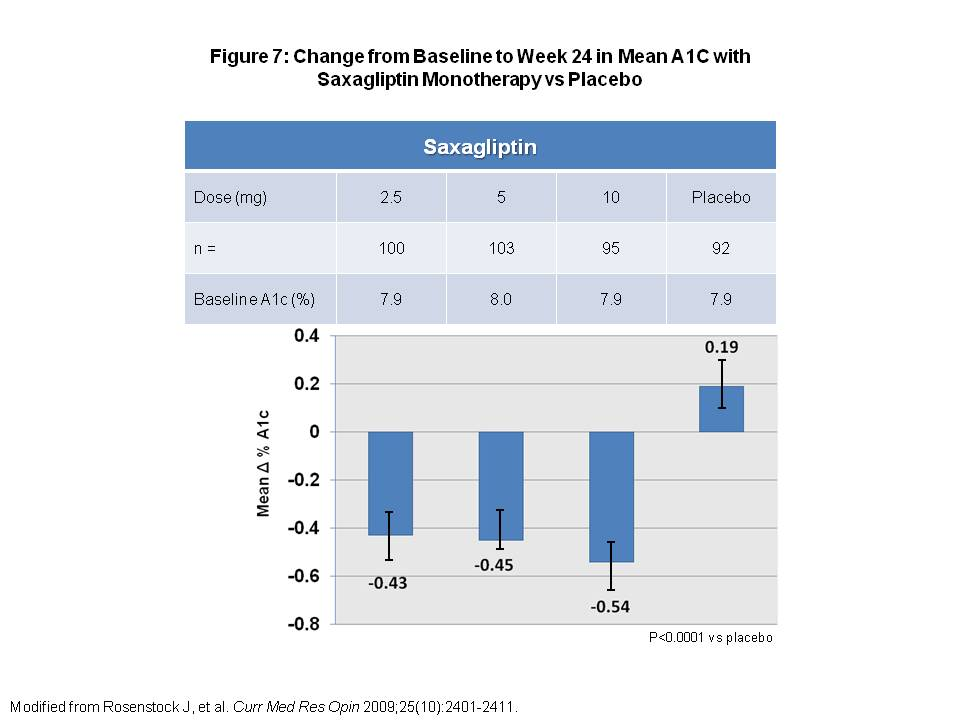 Figure 7: Change from Baseline to Week 24 in Mean A1C with
Saxagliptin Monotherapy vs Placebo
Saxagliptin
Dose (mg) 2.5 5 10 Placebo
n = 100 103 95 92
Baseline A1c (%) 7.9 8.0 7.9 7.9
Mean Δ % A1c
0.4
0.2
0
-0.2
-0.4
-0.6
-0.8
-0.43
-0.45
-0.54
0.19
P<0.0001 vs placebo
Modified from Rosenstock J, et al. Curr Med Res Opin 2009;25(10):2401-2411.